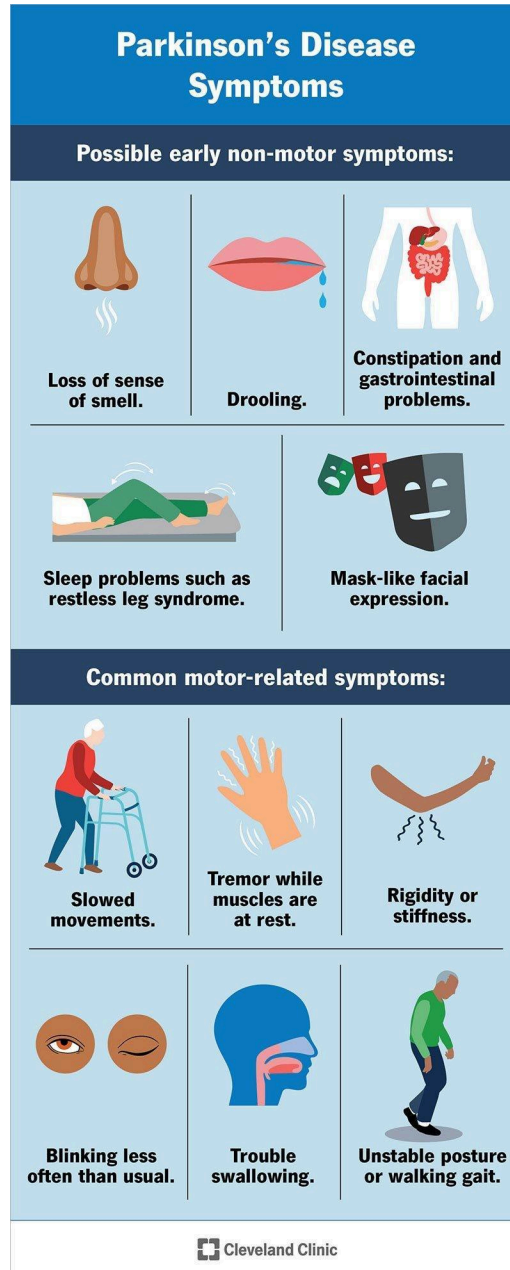 Parkinson's Disease
Symptoms
Possible early non-motor symptoms:
Loss of sense
of smell.
Drooling.
Constipation and
gastrointestinal
problems.
Sleep problems such as
restless leg syndrome.
Mask-like facial
expression.
Common motor-related symptoms:
Slowed
movements.
Tremor while
muscles are
at rest.
Rigidity or
stiffness.
Blinking less
often than usual.
Trouble
swallowing.
Unstable posture
or walking gait.
Cleveland Clinic